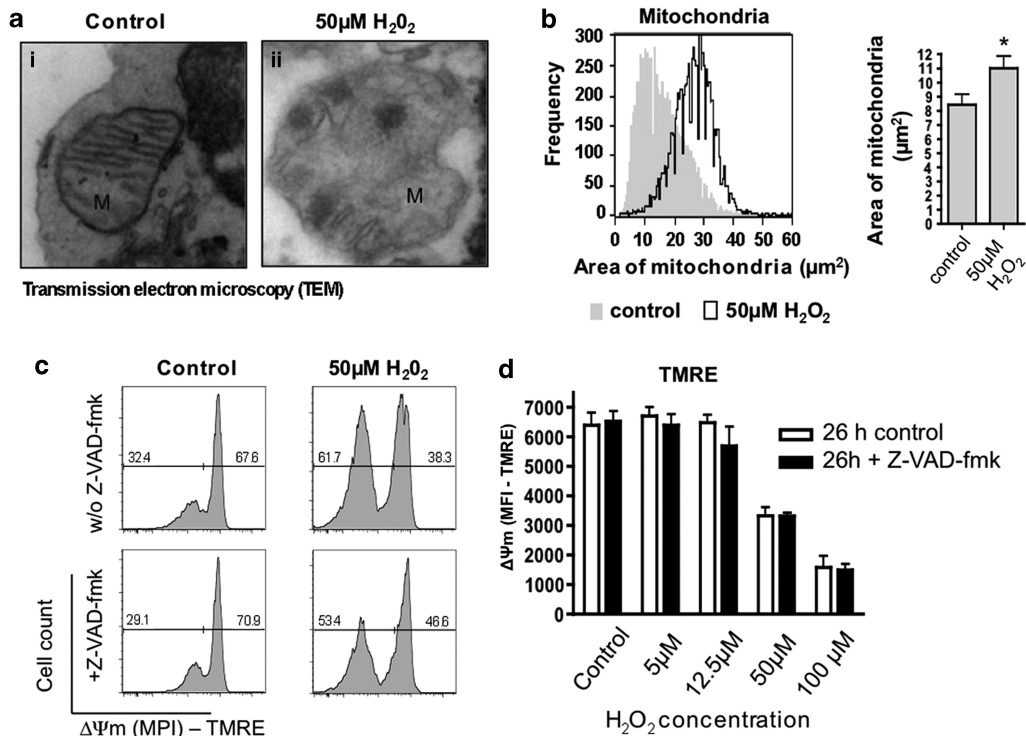 a
Control
50μM H₂0₂
i
ii
M
M
Transmission electron microscopy (TEM)
b
Mitochondria
Frequency
300
250
200
150
100
50
0
0 10 20 30 40 50 60
Area of mitochondria (μm²)
control 50μM H₂O₂
Area of mitochondria
(μm²)
12
11
10
9
8
7
6
5
4
3
2
1
0
*
control
50μM
H₂O₂
c
Control
50μM H₂0₂
w/o Z-VAD-fmk
32.4 67.6
61.7 38.3
+Z-VAD-fmk
29.1 70.9
53.4 46.6
Cell count
ΔΨm (MPI) – TMRE
d
TMRE
ΔΨm (MFI - TMRE)
7000
6000
5000
4000
3000
2000
1000
0
26 h control
26h + Z-VAD-fmk
Control
5μM
12.5μM
50μM
100 μM
H₂O₂ concentration